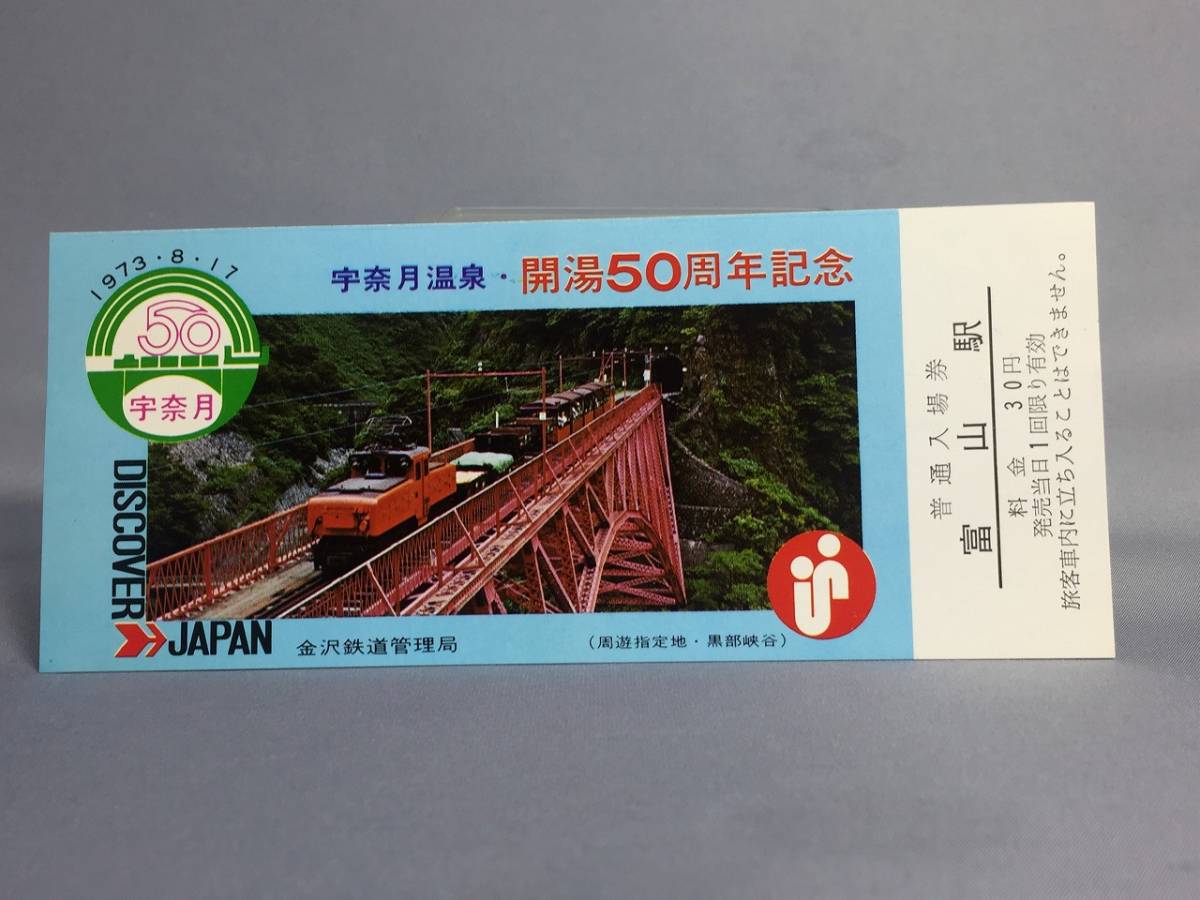 1973・8・17
50
宇奈月
宇奈月温泉・開湯50周年記念
DISCOVER
JAPAN
金沢鉄道管理局
（周遊指定地・黒部峡谷）
普通入場券
富山駅
料金 30円
発売当日1回限り有効
旅客車内に立ち入ることはできません。